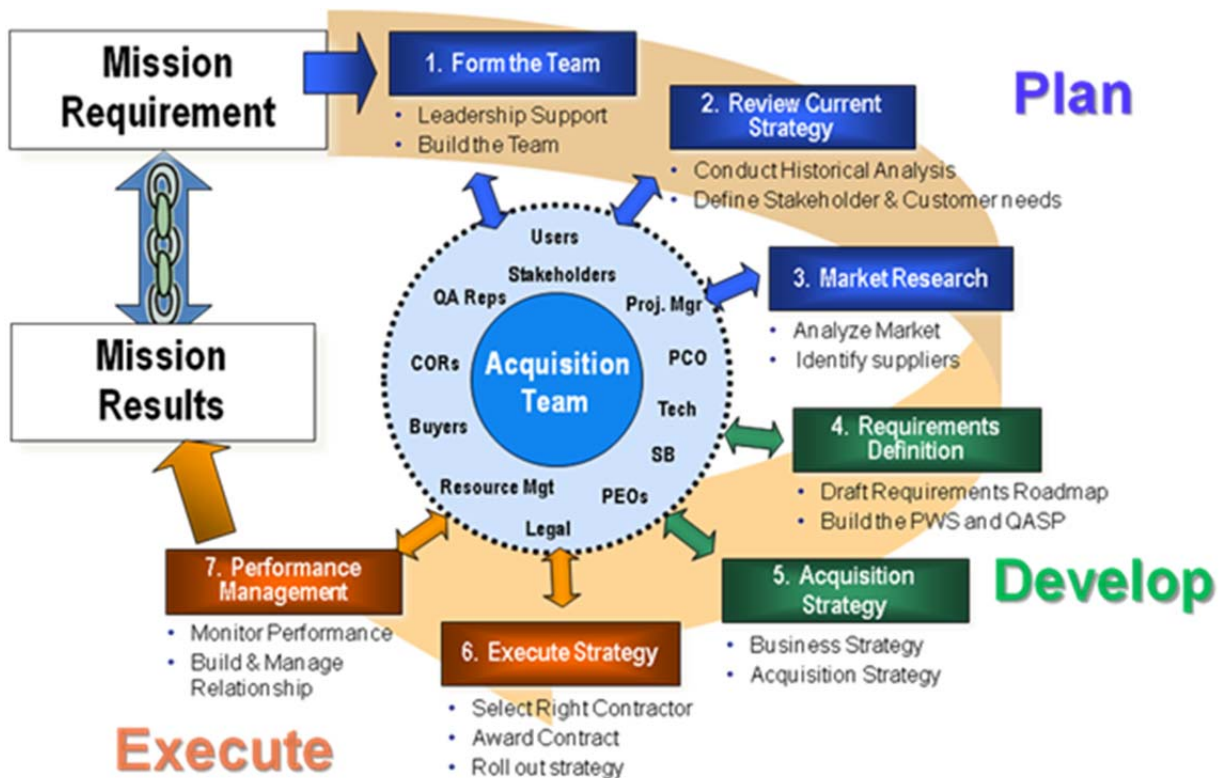 Mission
Requirement
1. Form the Team
• Leadership Support
• Build the Team
Plan
2. Review Current
Strategy
• Conduct Historical Analysis
• Define Stakeholder & Customer needs
3. Market Research
• Analyze Market
• Identify suppliers
4. Requirements
Definition
• Draft Requirements Roadmap
• Build the PWS and QASP
Develop
5. Acquisition
Strategy
• Business Strategy
• Acquisition Strategy
6. Execute Strategy
• Select Right Contractor
• Award Contract
• Roll out strategy
Execute
7. Performance
Management
• Monitor Performance
• Build & Manage
Relationship
Mission
Results
Acquisition
Team
Users
Stakeholders
Proj. Mgr
PCO
Tech
SB
PEOs
Legal
Resource Mgt
Buyers
CORs
QA Reps